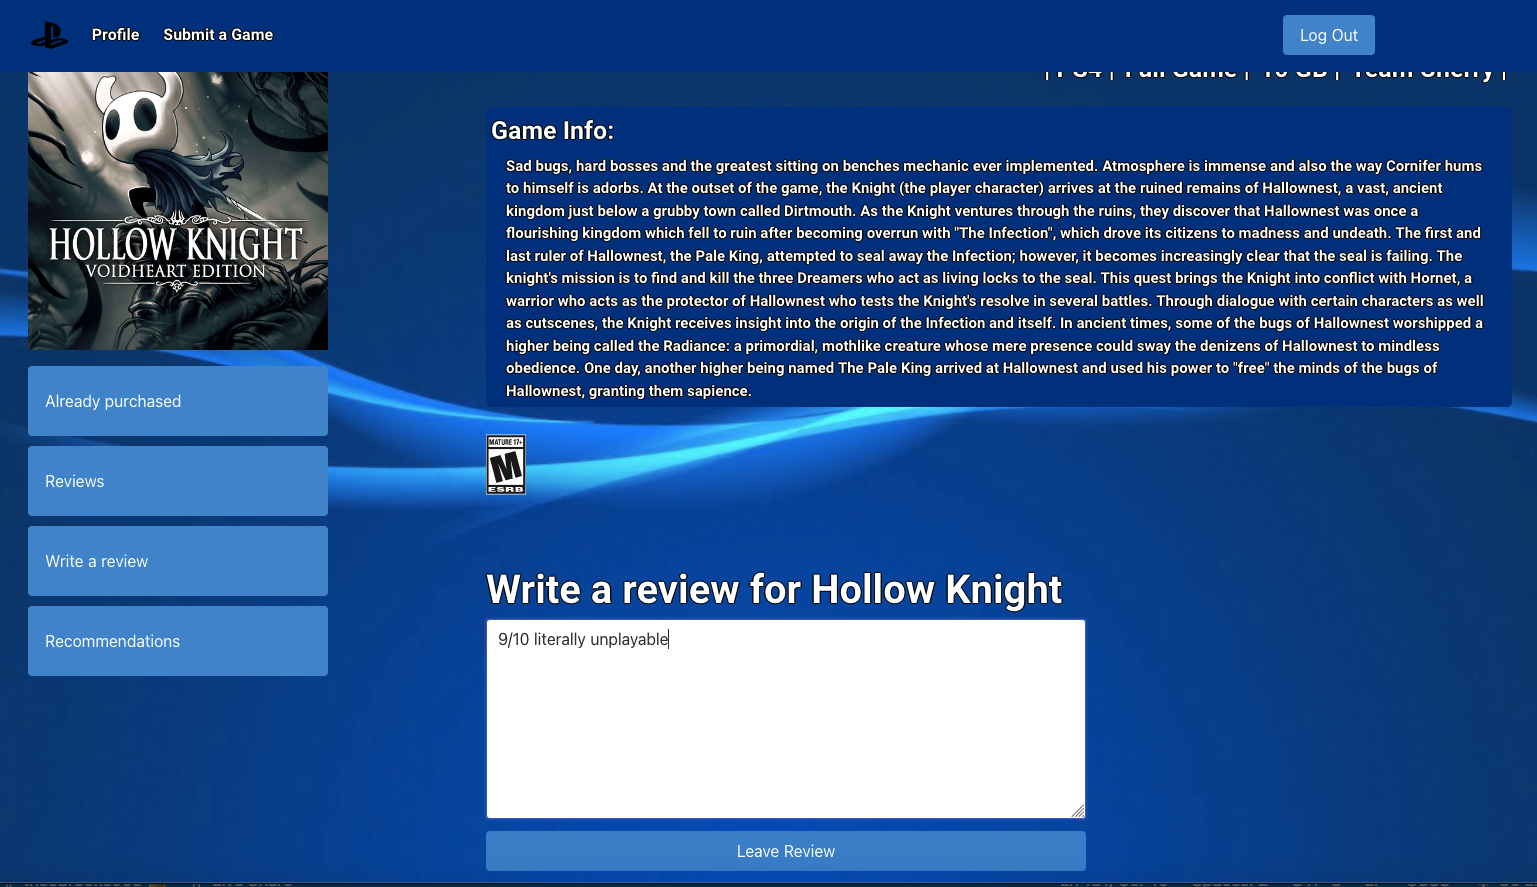 Profile
Submit a Game
Log Out
| PS4 | Full Game | 10 GB | Team Cherry |
HOLLOW KNIGHT
VOIDHEART EDITION
Already purchased
Reviews
Write a review
Recommendations
Game Info:
Sad bugs, hard bosses and the greatest sitting on benches mechanic ever implemented. Atmosphere is immense and also the way Cornifer hums
to himself is adorbs. At the outset of the game, the Knight (the player character) arrives at the ruined remains of Hallownest, a vast, ancient
kingdom just below a grubby town called Dirtmouth. As the Knight ventures through the ruins, they discover that Hallownest was once a
flourishing kingdom which fell to ruin after becoming overrun with "The Infection", which drove its citizens to madness and undeath. The first and
last ruler of Hallownest, the Pale King, attempted to seal away the Infection; however, it becomes increasingly clear that the seal is failing. The
knight's mission is to find and kill the three Dreamers who act as living locks to the seal. This quest brings the Knight into conflict with Hornet, a
warrior who acts as the protector of Hallownest who tests the Knight's resolve in several battles. Through dialogue with certain characters as well
as cutscenes, the Knight receives insight into the origin of the Infection and itself. In ancient times, some of the bugs of Hallownest worshipped a
higher being called the Radiance: a primordial, mothlike creature whose mere presence could sway the denizens of Hallownest to mindless
obedience. One day, another higher being named The Pale King arrived at Hallownest and used his power to "free" the minds of the bugs of
Hallownest, granting them sapience.
MATURE 17+
M
ESRB
Write a review for Hollow Knight
9/10 literally unplayable
Leave Review